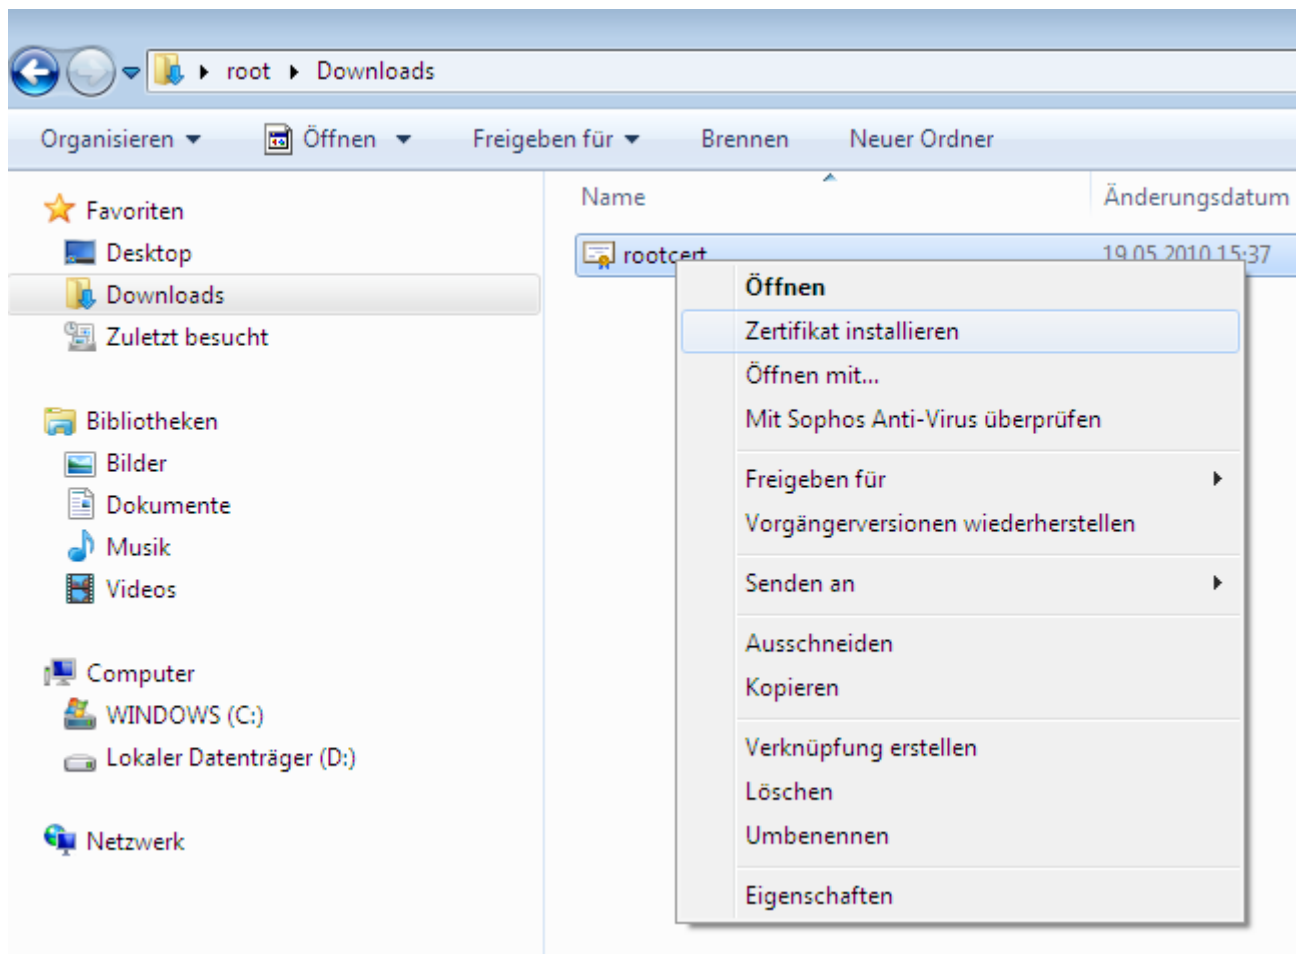 root Downloads
Organisieren Öffnen Freigeben für Brennen Neuer Ordner
Favoriten
Desktop
Downloads
Zuletzt besucht
Bibliotheken
Bilder
Dokumente
Musik
Videos
Computer
WINDOWS (C:)
Lokaler Datenträger (D:)
Netzwerk
Name Änderungsdatum
rootcert 19.05.2010 15:37
Öffnen
Zertifikat installieren
Öffnen mit...
Mit Sophos Anti-Virus überprüfen
Freigeben für
Vorgängerversionen wiederherstellen
Senden an
Ausschneiden
Kopieren
Verknüpfung erstellen
Löschen
Umbenennen
Eigenschaften